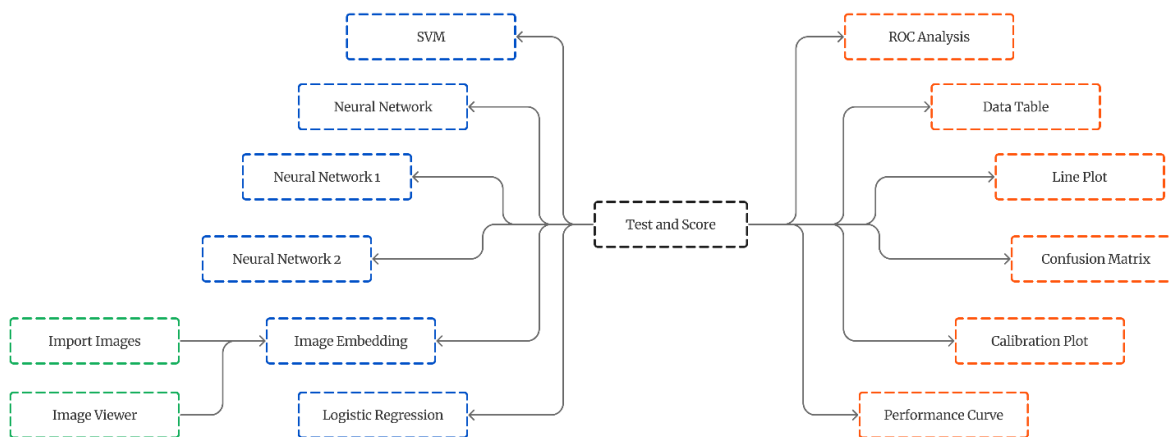 SVM
ROC Analysis
Neural Network
Data Table
Neural Network 1
Line Plot
Test and Score
Neural Network 2
Confusion Matrix
Import Images
Image Embedding
Calibration Plot
Image Viewer
Logistic Regression
Performance Curve